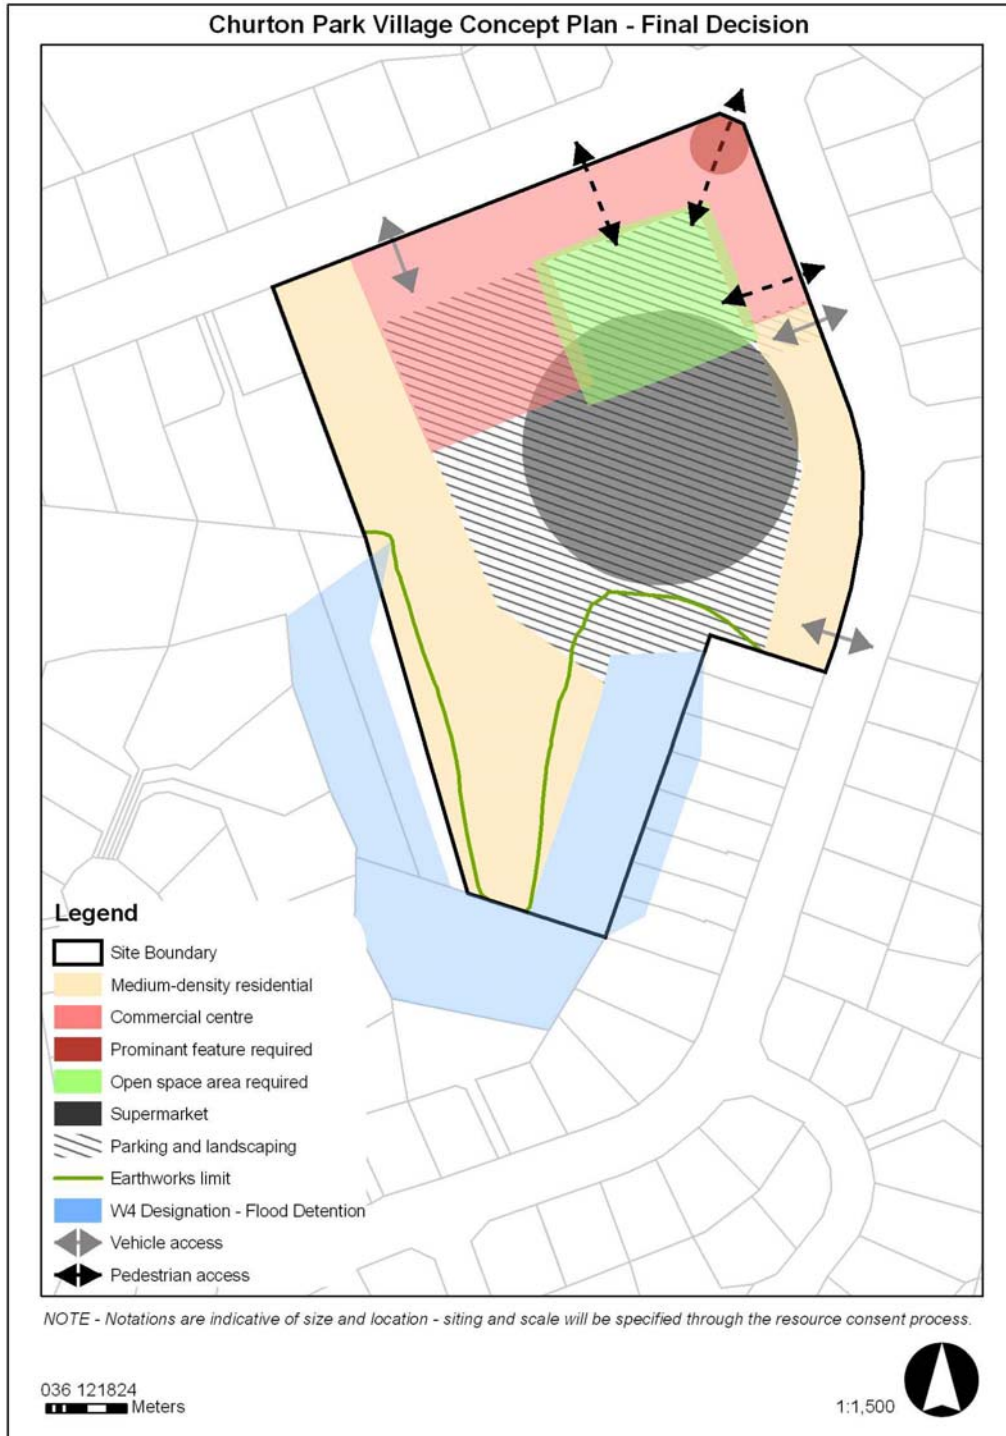 Churton Park Village Concept Plan - Final Decision
Legend
Site Boundary
Medium-density residential
Commercial centre
Prominant feature required
Open space area required
Supermarket
Parking and landscaping
Earthworks limit
W4 Designation - Flood Detention
Vehicle access
Pedestrian access
NOTE - Notations are indicative of size and location - siting and scale will be specified through the resource consent process.
036 121824
Meters
1:1,500